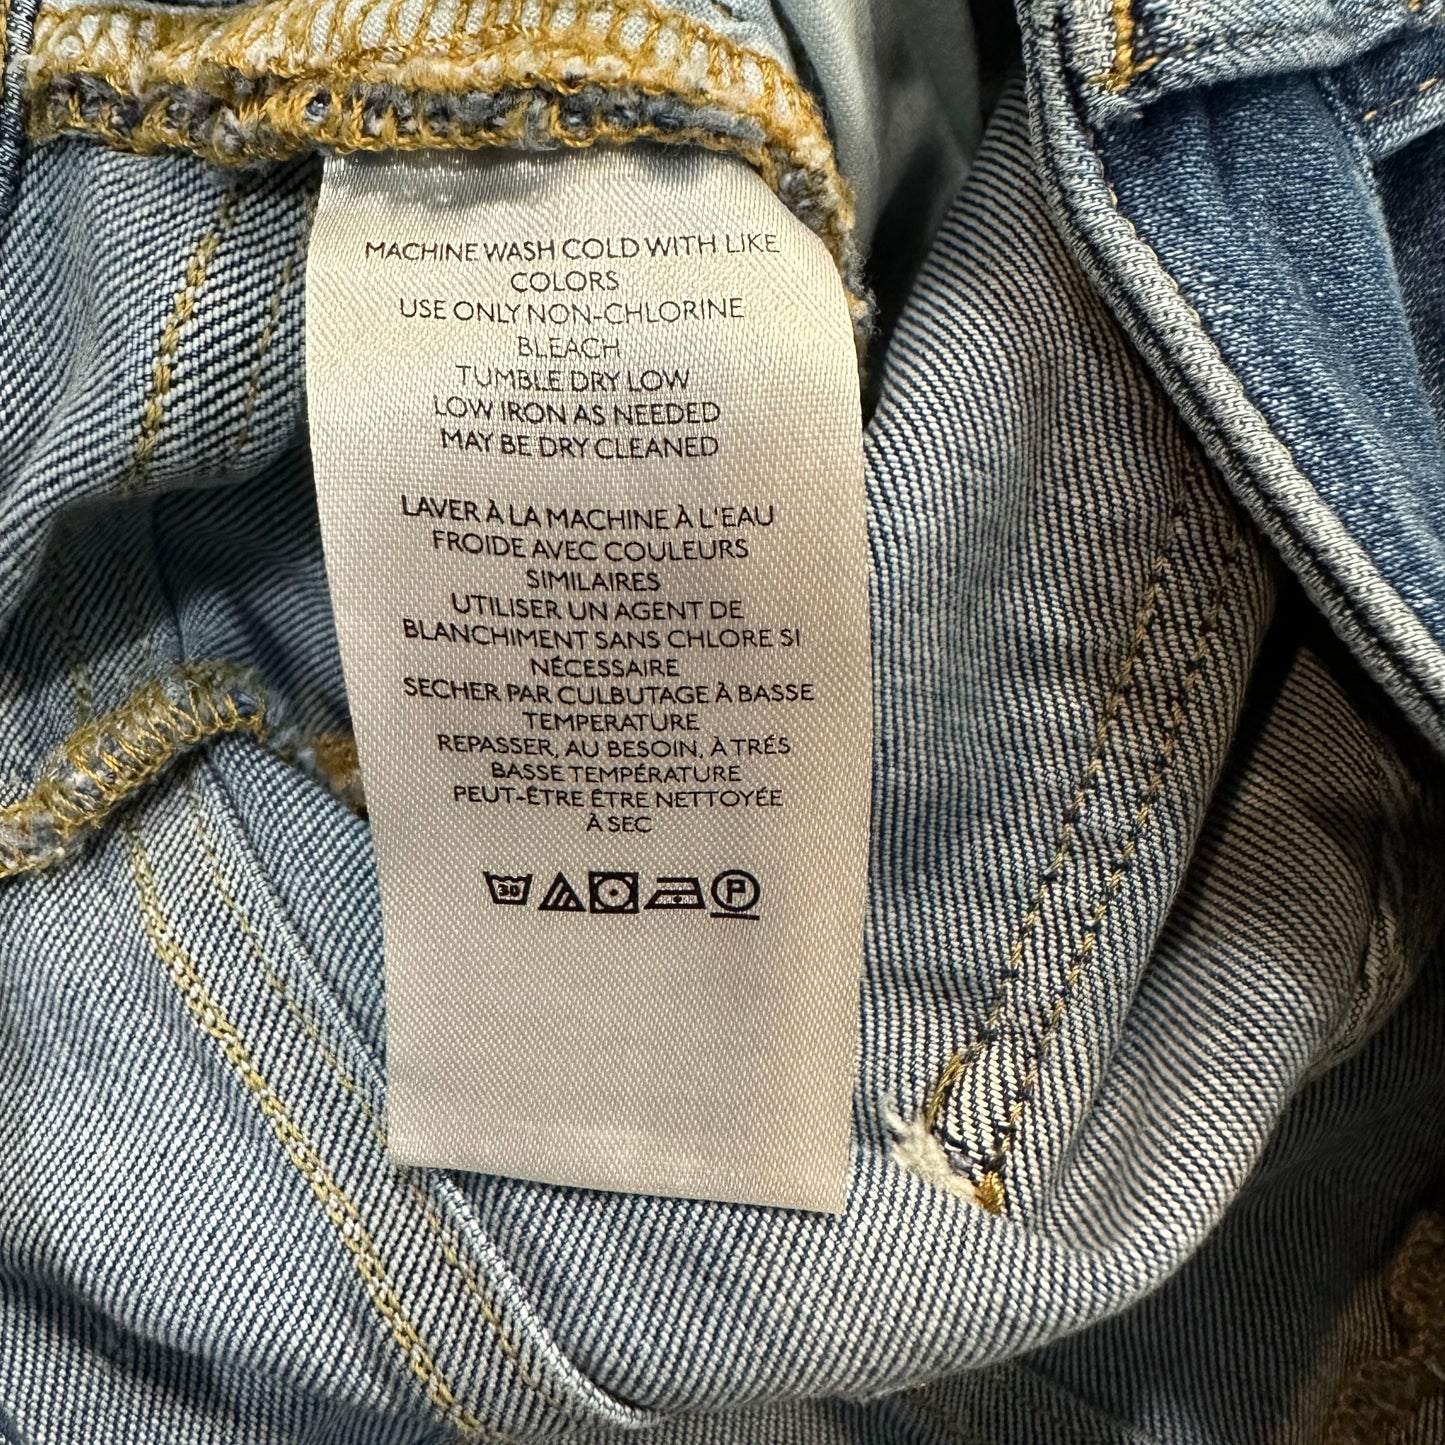 MACHINE WASH COLD WITH LIKE
COLORS
USE ONLY NON-CHLORINE
BLEACH
TUMBLE DRY LOW
LOW IRON AS NEEDED
MAY BE DRY CLEANED
LAVER À LA MACHINE À L'EAU
FROIDE AVEC COULEURS
SIMILAIRES
UTILISER UN AGENT DE
BLANCHIMENT SANS CHLORE SI
NÉCESSAIRE
SECHER PAR CULBUTAGE À BASSE
TEMPERATURE
REPASSER, AU BESOIN, À TRÉS
BASSE TEMPÉRATURE
PEUT-ÊTRE ÊTRE NETTOYÉE
À SEC
30 P